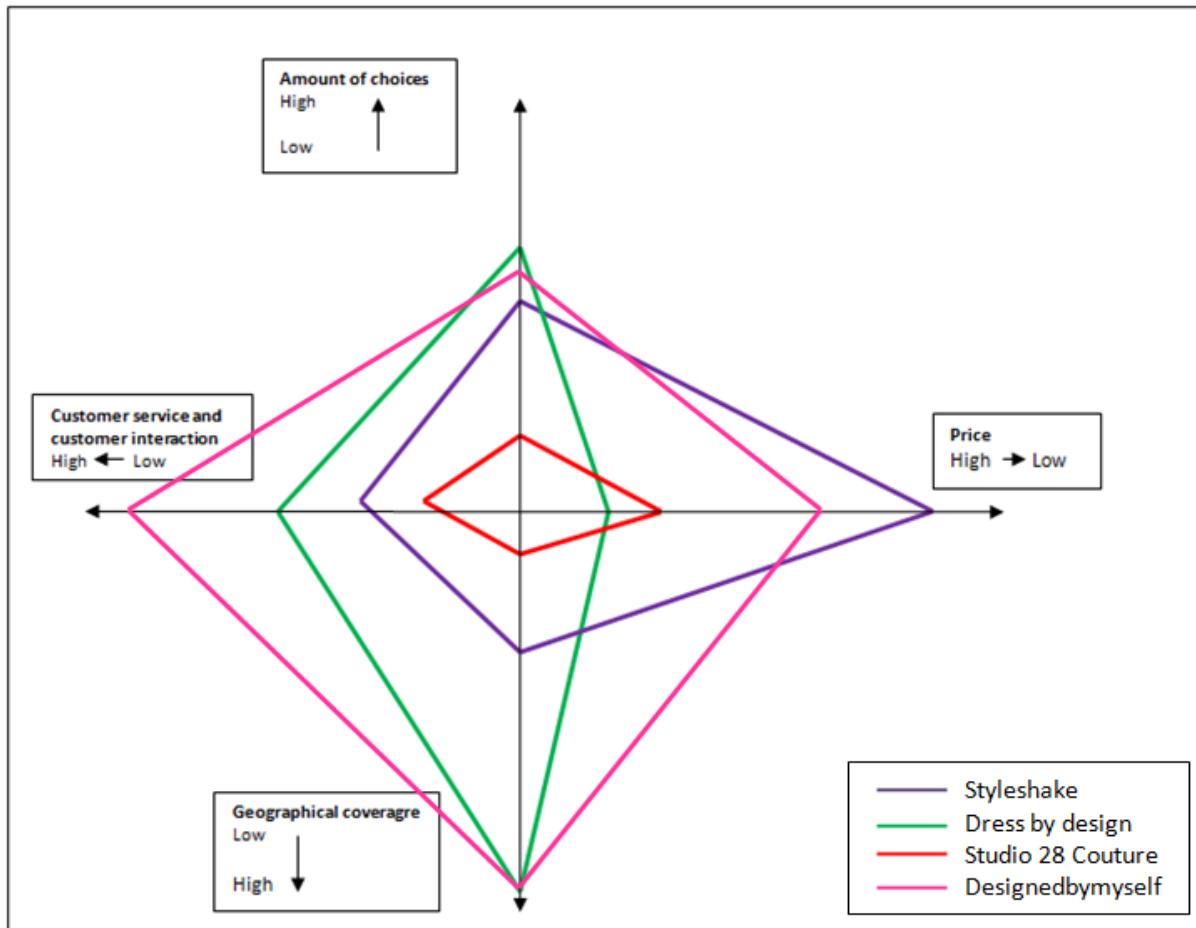 Amount of choices
High
Low
Customer service and
customer interaction
High Low
Price
High Low
Geographical coveragre
Low
High
Styleshake
Dress by design
Studio 28 Couture
Designedbymyself